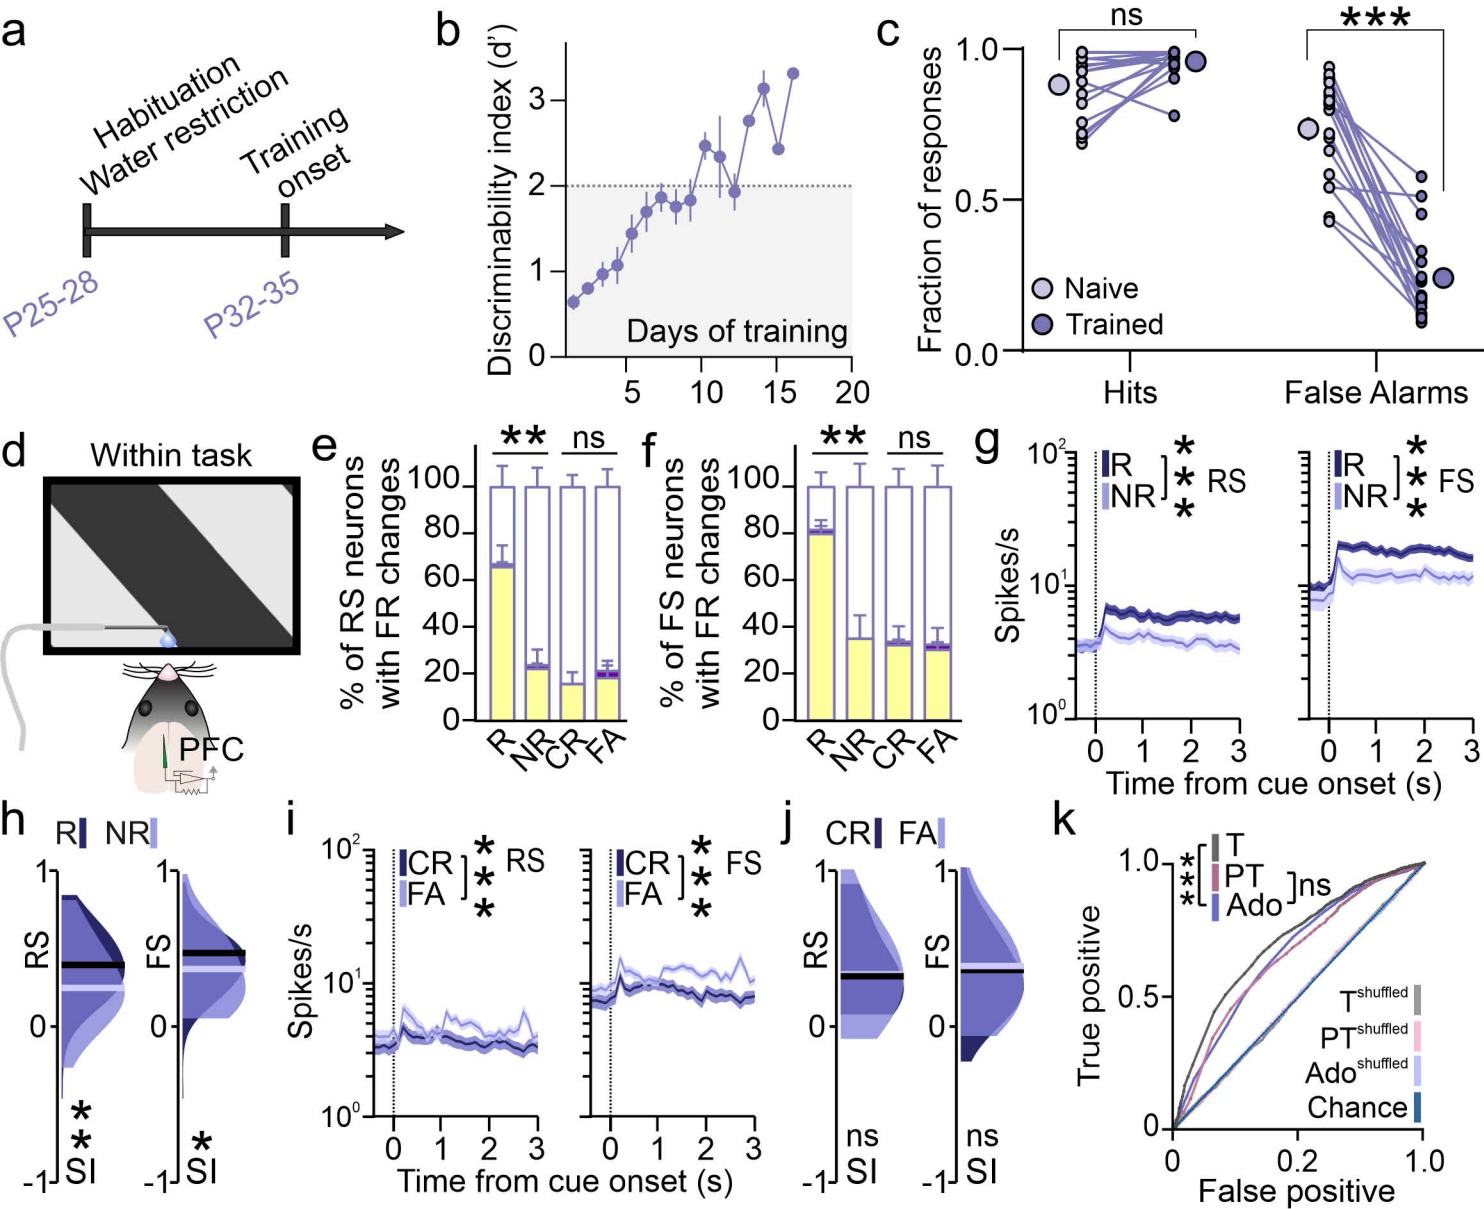 a
Habituation
Water restriction
Training
onset
P25-28
P32-35
b
Discriminability index (d’)
3
2
1
0
Days of training
5 10 15 20
c
ns
***
Fraction of responses
1.0
0.5
0.0
Naive
Trained
Hits
False Alarms
d
Within task
PFC
e
** ns
% of RS neurons
with FR changes
100
80
60
40
20
0
R NR CR FA
f
** ns
% of FS neurons
with FR changes
100
80
60
40
20
0
R NR CR FA
g
Spikes/s
10²
10¹
10⁰
R
NR
***
RS
R
NR
***
FS
0 1 2 3
0 1 2 3
Time from cue onset (s)
h
R NR
1
0
-1
RS
**
SI
1
0
-1
FS
*
SI
i
Spikes/s
10²
10¹
10⁰
CR
FA
***
RS
CR
FA
***
FS
0 1 2 3
0 1 2 3
Time from cue onset (s)
j
CR FA
1
0
-1
RS
ns
SI
1
0
-1
FS
ns
SI
k
True positive
1.0
0.5
0
***
T
PT
Ado
ns
Tshuffled
PTshuffled
Adoshuffled
Chance
0 0.2 1.0
False positive